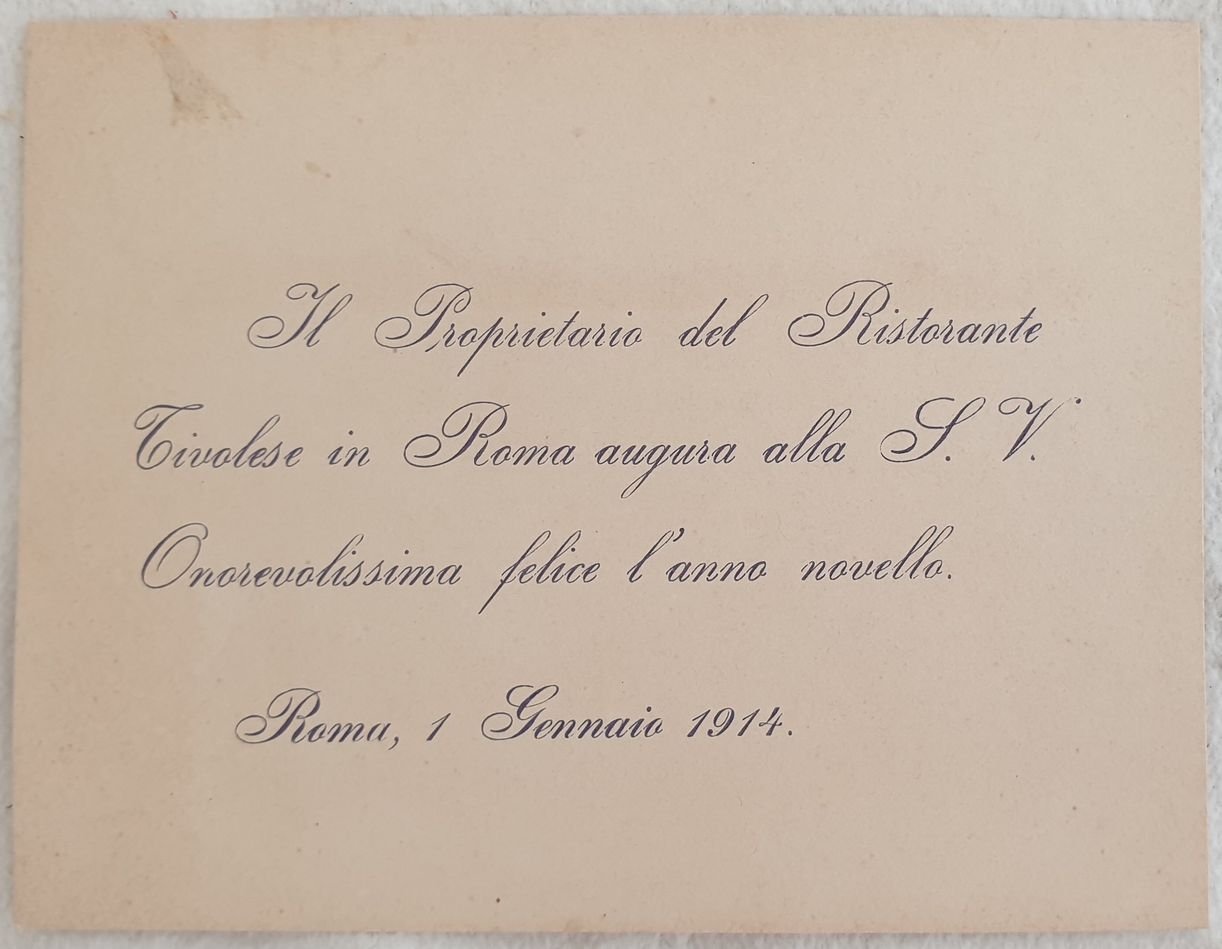 Il Proprietario del Ristorante
Tivolese in Roma augura alla S. V.
Onorevolissima felice l'anno novello.
Roma, 1 Gennaio 1914.